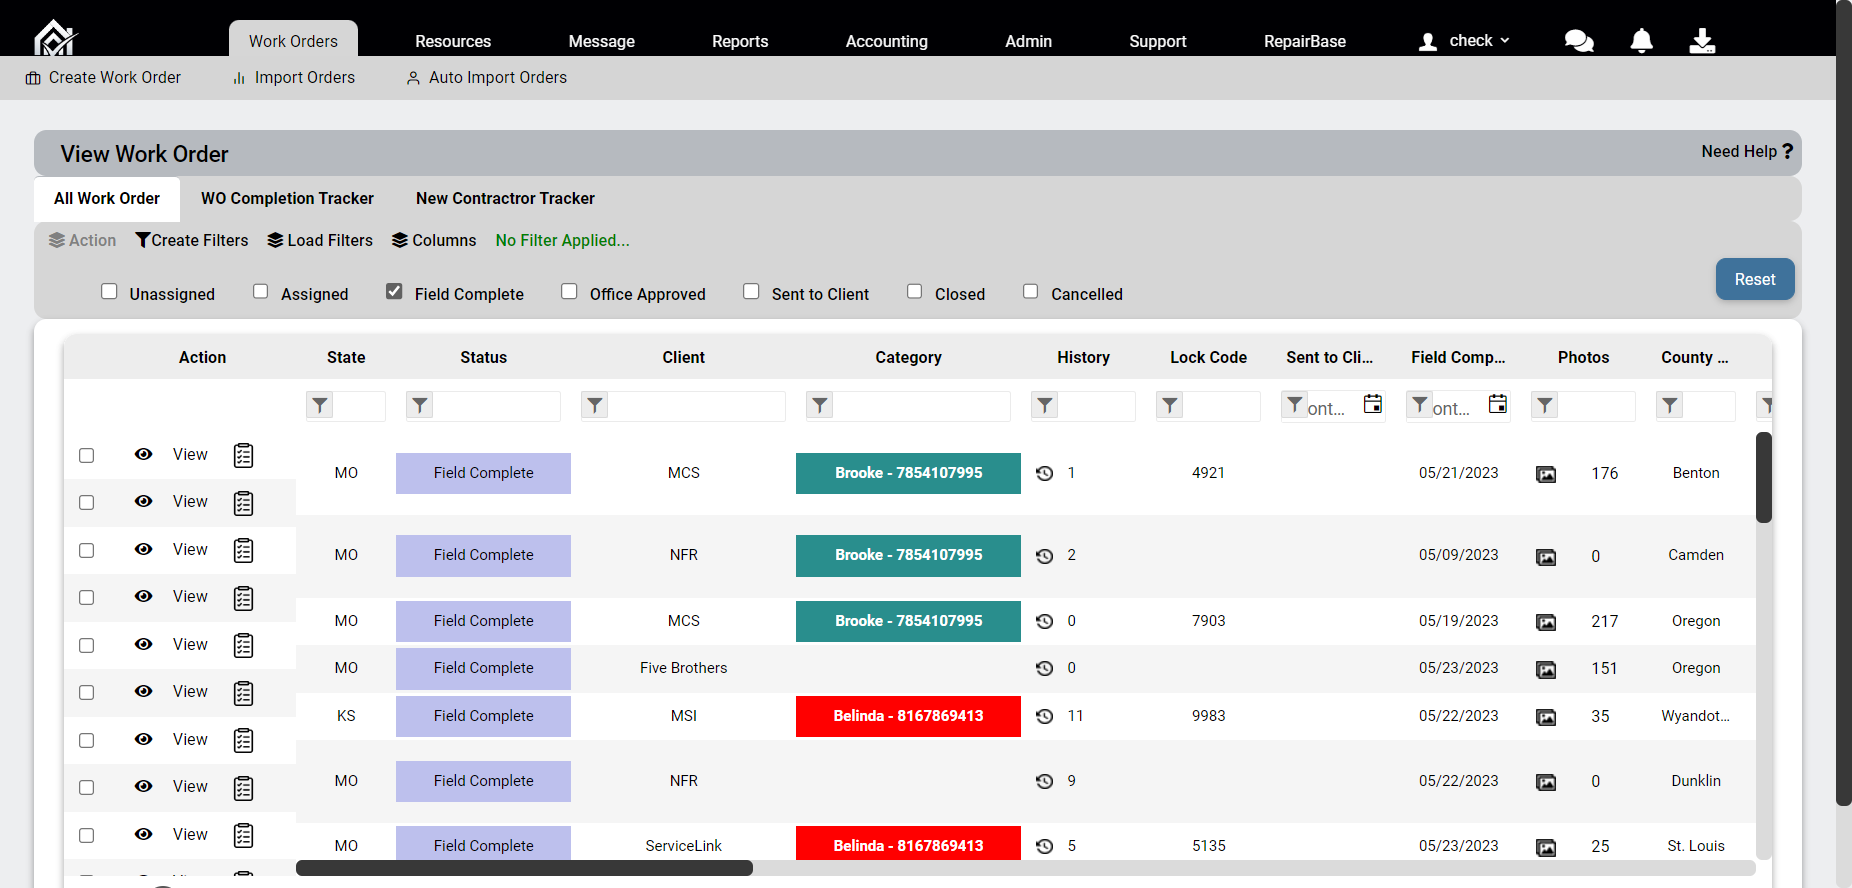 Work Orders Resources Message Reports Accounting Admin Support RepairBase check
Create Work Order Import Orders Auto Import Orders
View Work Order Need Help ?
All Work Order WO Completion Tracker New Contractror Tracker
Action Create Filters Load Filters Columns No Filter Applied...
Unassigned Assigned Field Complete Office Approved Sent to Client Closed Cancelled Reset
Action State Status Client Category History Lock Code Sent to Cli... Field Comp... Photos County ...
ont... ont...
View
MO Field Complete MCS Brooke - 7854107995 1 4921 05/21/2023 176 Benton
View
View
MO Field Complete NFR Brooke - 7854107995 2 05/09/2023 0 Camden
View
MO Field Complete MCS Brooke - 7854107995 0 7903 05/19/2023 217 Oregon
View
MO Field Complete Five Brothers 0 05/23/2023 151 Oregon
View
KS Field Complete MSI Belinda - 8167869413 11 9983 05/22/2023 35 Wyandot...
View
MO Field Complete NFR 9 05/22/2023 0 Dunklin
View
View
MO Field Complete ServiceLink Belinda - 8167869413 5 5135 05/23/2023 25 St. Louis